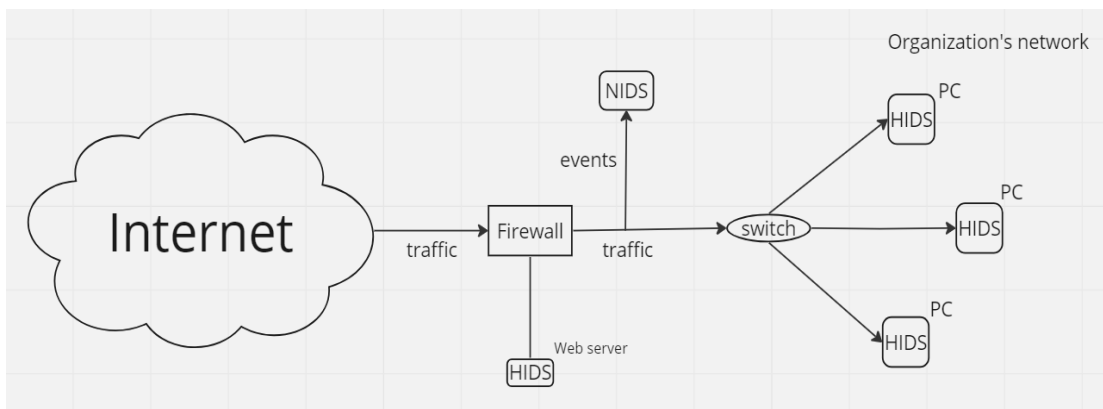 Organization's network
NIDS
PC
HIDS
events
PC
Internet
traffic
Firewall
traffic
switch
HIDS
PC
HIDS
Web server
HIDS